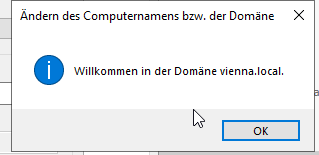 Ändern des Computernamens bzw. der Domäne
Willkommen in der Domäne vienna.local.
OK